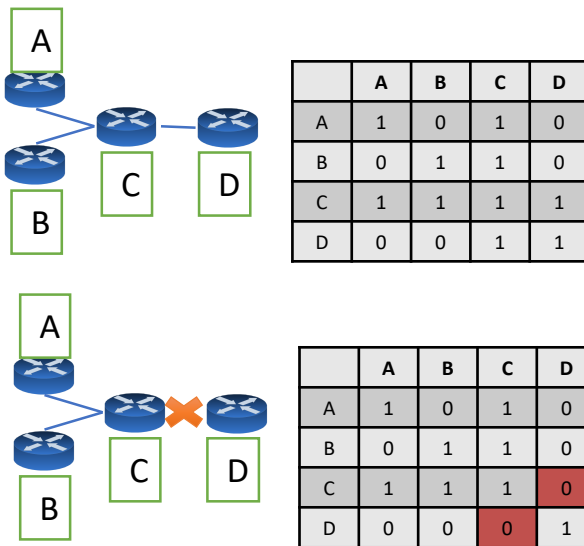 A
B
C
D
A B C D
A 1 0 1 0
B 0 1 1 0
C 1 1 1 1
D 0 0 1 1
A
B
C
D
A B C D
A 1 0 1 0
B 0 1 1 0
C 1 1 1 0
D 0 0 0 1